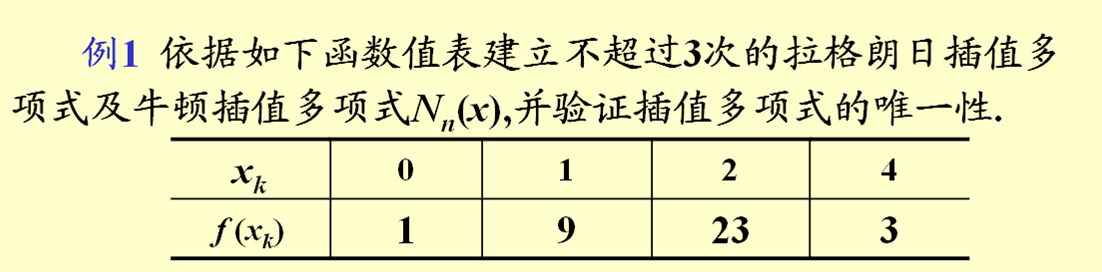 例1 依据如下函数值表建立不超过3次的拉格朗日插值多
项式及牛顿插值多项式Nn(x),并验证插值多项式的唯一性.
xk 0 1 2 4
f(xk) 1 9 23 3